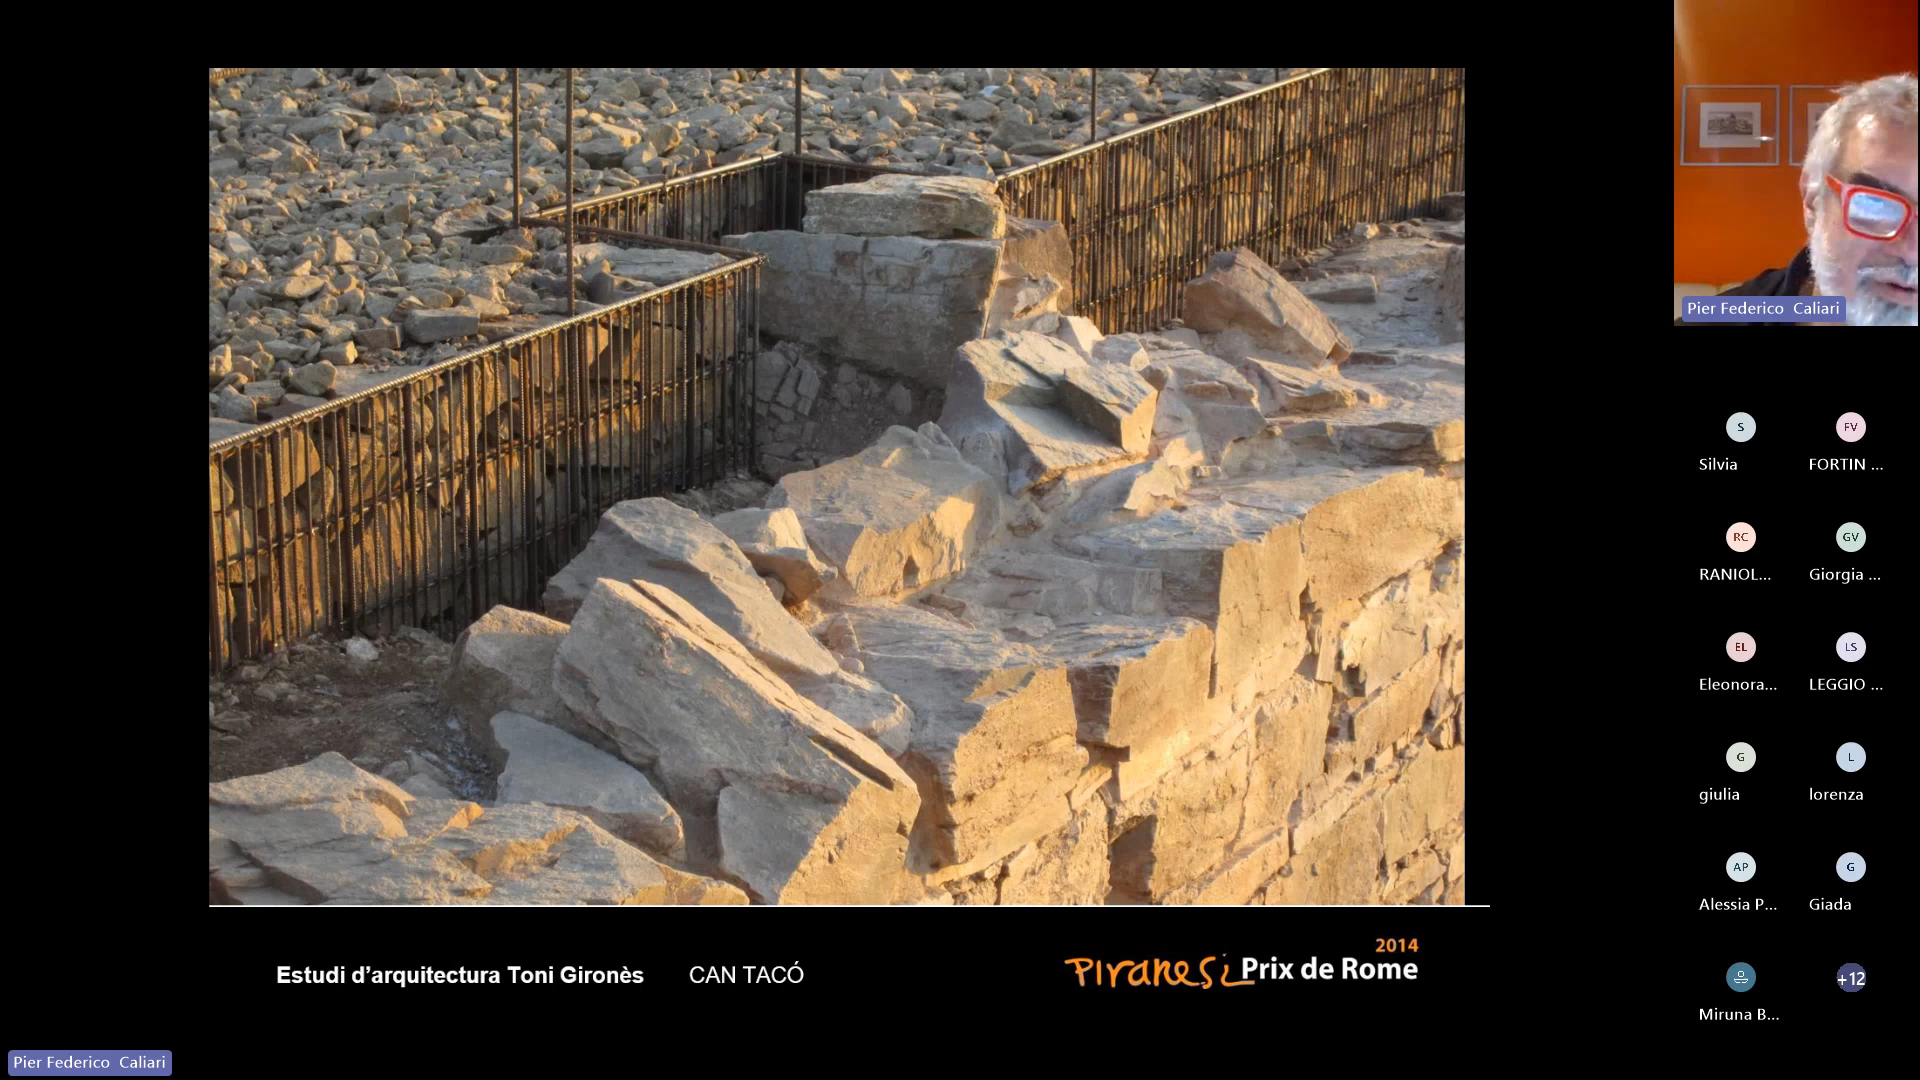 Pier Federico Caliari
S
Silvia
FV
FORTIN ...
RC
RANIOL...
GV
Giorgia ...
EL
Eleonora...
LS
LEGGIO ...
G
giulia
L
lorenza
AP
Alessia P...
G
Giada
Miruna B...
+12
Estudi d’arquitectura Toni Gironès CAN TACÓ
2014
Piranesi Prix de Rome
Pier Federico Caliari